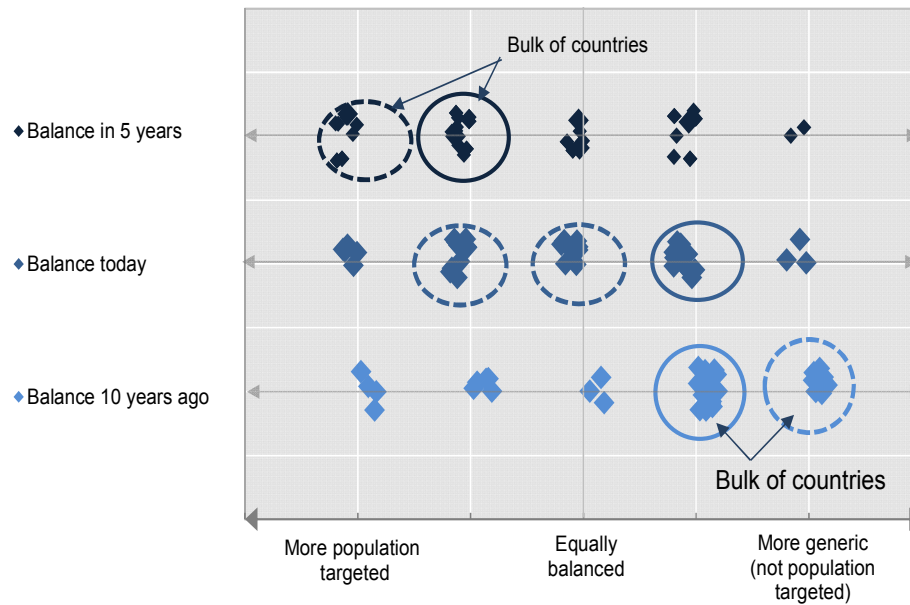 Bulk of countries
Balance in 5 years
Balance today
Balance 10 years ago
Bulk of countries
More population
targeted
Equally
balanced
More generic
(not population
targeted)